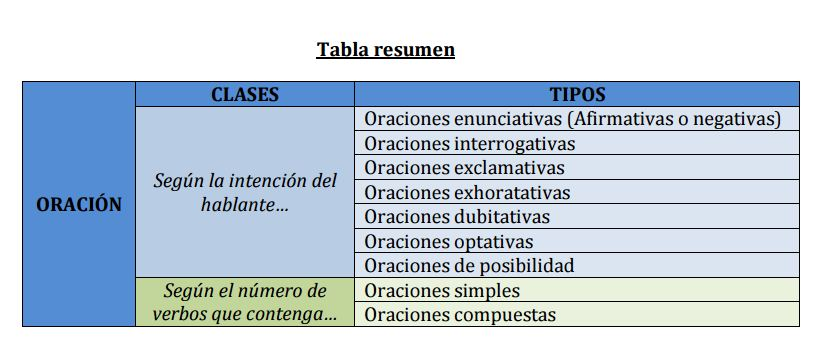 Tabla resumen
CLASES
TIPOS
ORACIÓN
Según la intención del
hablante…
Oraciones enunciativas (Afirmativas o negativas)
Oraciones interrogativas
Oraciones exclamativas
Oraciones exhoratativas
Oraciones dubitativas
Oraciones optativas
Oraciones de posibilidad
Según el número de
verbos que contenga…
Oraciones simples
Oraciones compuestas